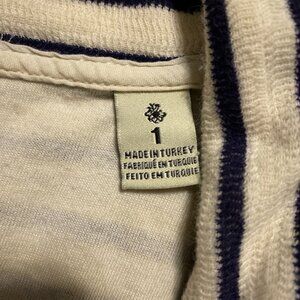 1
MADE IN TURKEY
FABRIQUÉ EN TURQUIE
FEITO EM TURQUIE